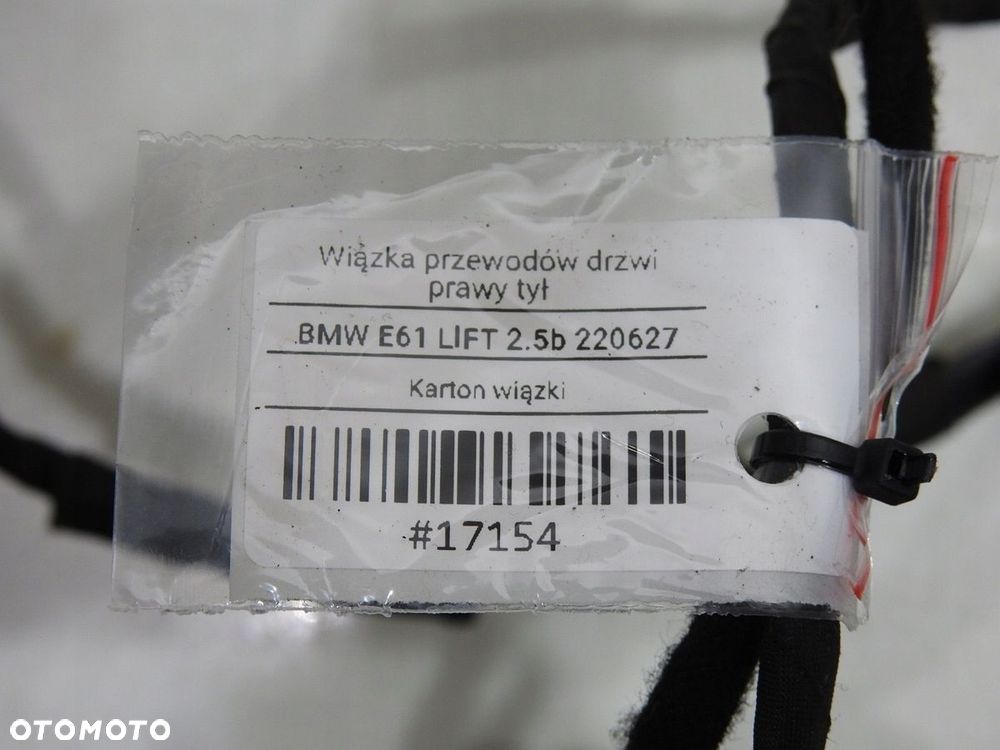 Wiązka przewodów drzwi
prawy tył
BMW E61 LIFT 2.5b 220627
Karton wiązki
#17154
OTOMOTO